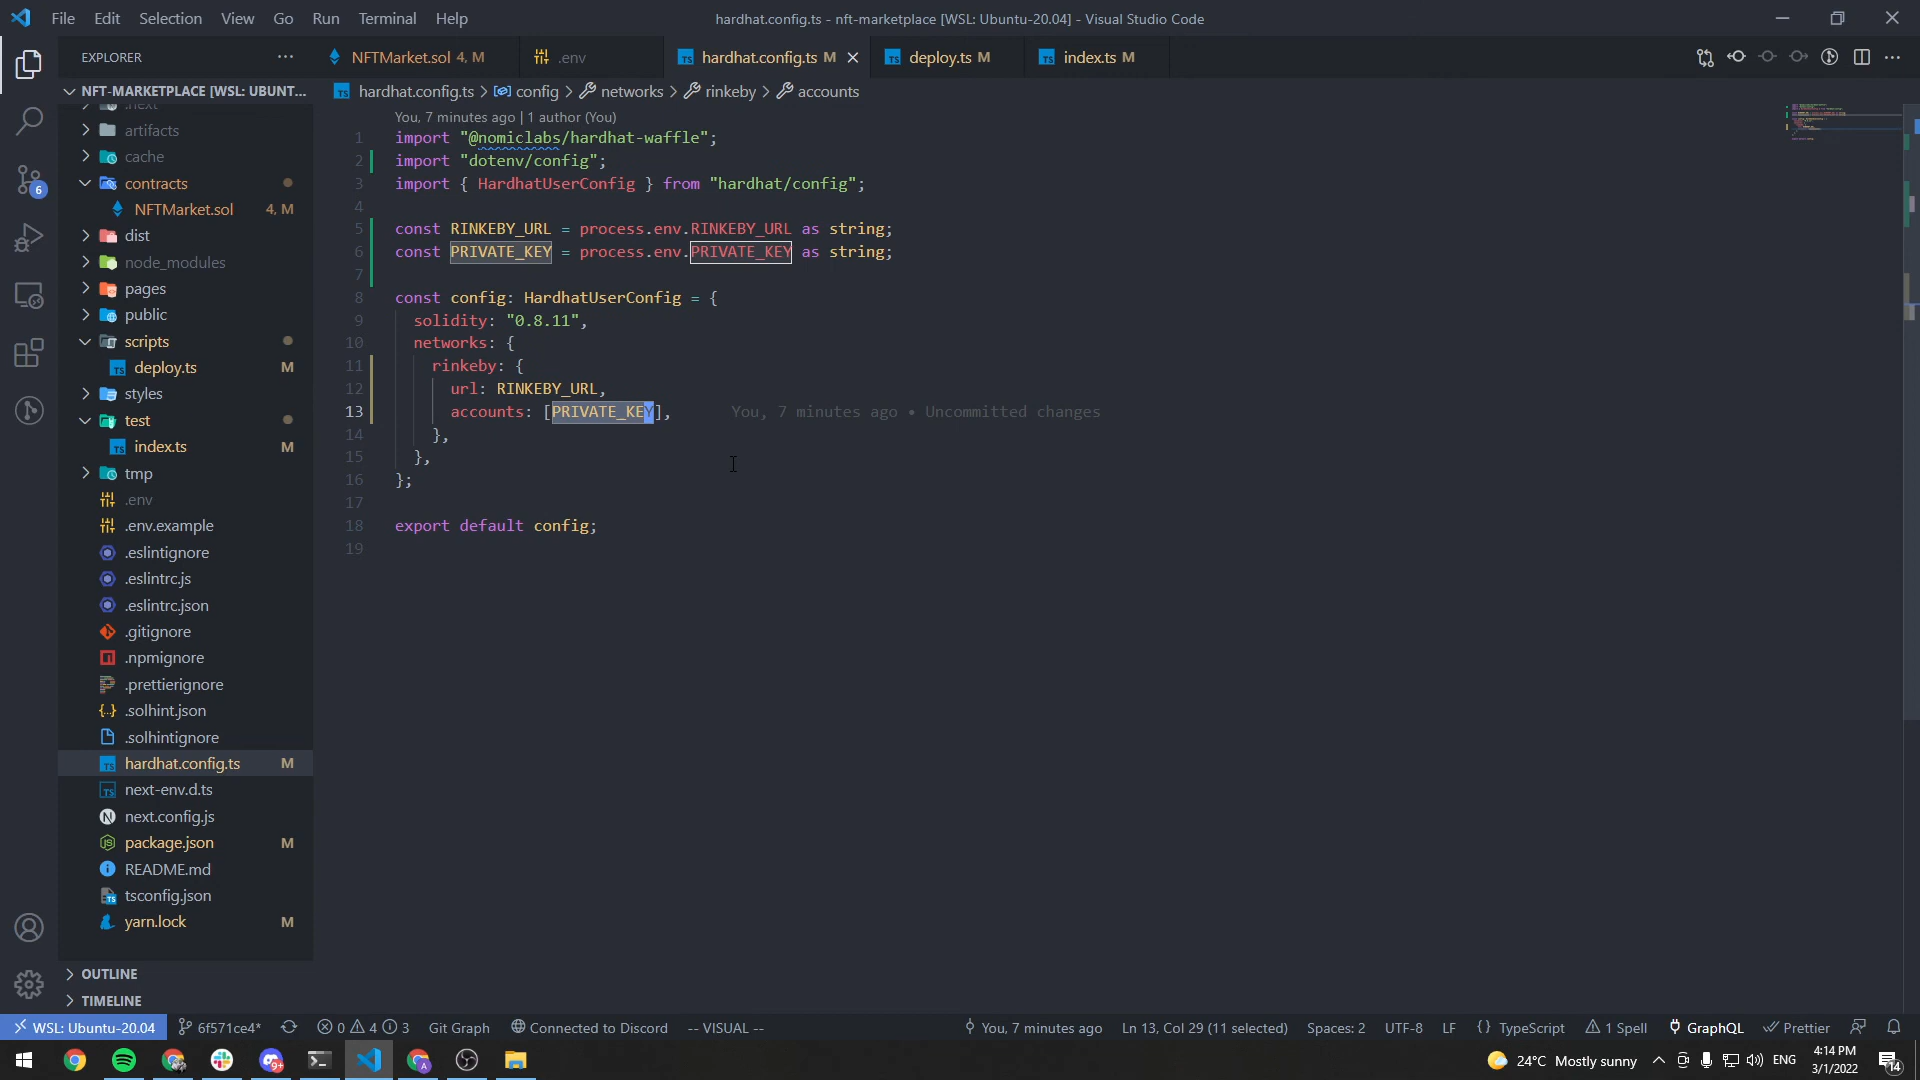 File Edit Selection View Go Run Terminal Help
hardhat.config.ts - nft-marketplace [WSL: Ubuntu-20.04] - Visual Studio Code
EXPLORER
NFTMarket.sol 4, M
.env
hardhat.config.ts M
deploy.ts M
index.ts M
NFT-MARKETPLACE [WSL: UBUNT...
hardhat.config.ts > config > networks > rinkeby > accounts
.next
artifacts
cache
contracts
NFTMarket.sol 4, M
dist
node_modules
pages
public
scripts
deploy.ts M
styles
test
index.ts M
tmp
.env
.env.example
.eslintignore
.eslintrc.js
.eslintrc.json
.gitignore
.npmignore
.prettierignore
.solhint.json
.solhintignore
hardhat.config.ts M
next-env.d.ts
next.config.js
package.json M
README.md
tsconfig.json
yarn.lock M
OUTLINE
TIMELINE
6
You, 7 minutes ago | 1 author (You)
1 import "@nomiclabs/hardhat-waffle";
2 import "dotenv/config";
3 import { HardhatUserConfig } from "hardhat/config";
4
5 const RINKEBY_URL = process.env.RINKEBY_URL as string;
6 const PRIVATE_KEY = process.env.PRIVATE_KEY as string;
7
8 const config: HardhatUserConfig = {
9 solidity: "0.8.11",
10 networks: {
11 rinkeby: {
12 url: RINKEBY_URL,
13 accounts: [PRIVATE_KEY], You, 7 minutes ago • Uncommitted changes
14 },
15 },
16 };
17
18 export default config;
19
WSL: Ubuntu-20.04 6f571ce4* 0 4 3 Git Graph Connected to Discord -- VISUAL -- You, 7 minutes ago Ln 13, Col 29 (11 selected) Spaces: 2 UTF-8 LF {} TypeScript 1 Spell GraphQL Prettier
9+
24°C Mostly sunny ENG
4:14 PM
3/1/2022
14